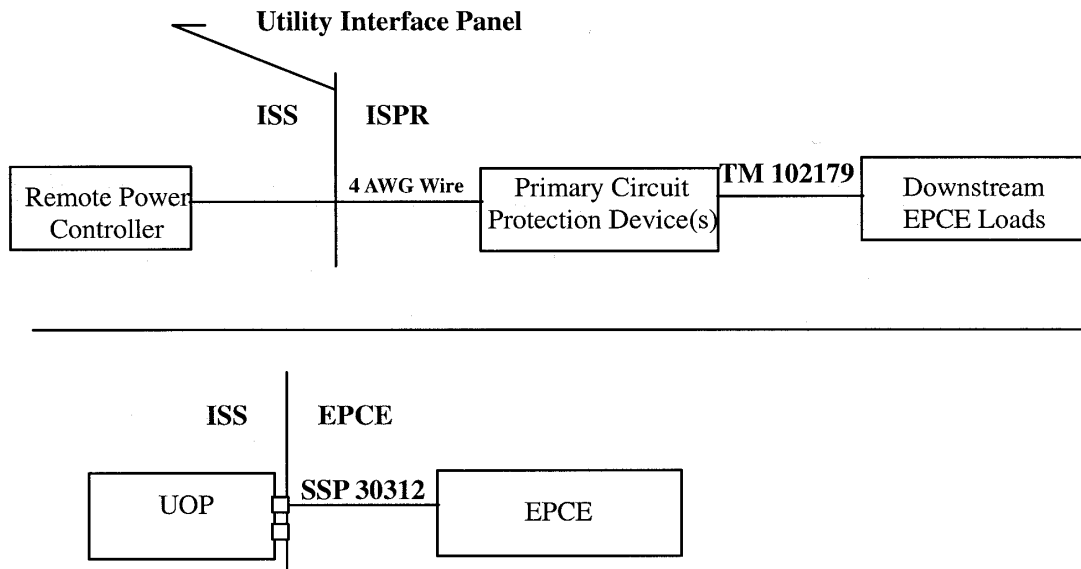 Utility Interface Panel
ISS
ISPR
Remote Power
Controller
4 AWG Wire
Primary Circuit
Protection Device(s)
TM 102179
Downstream
EPCE Loads
ISS
EPCE
UOP
SSP 30312
EPCE